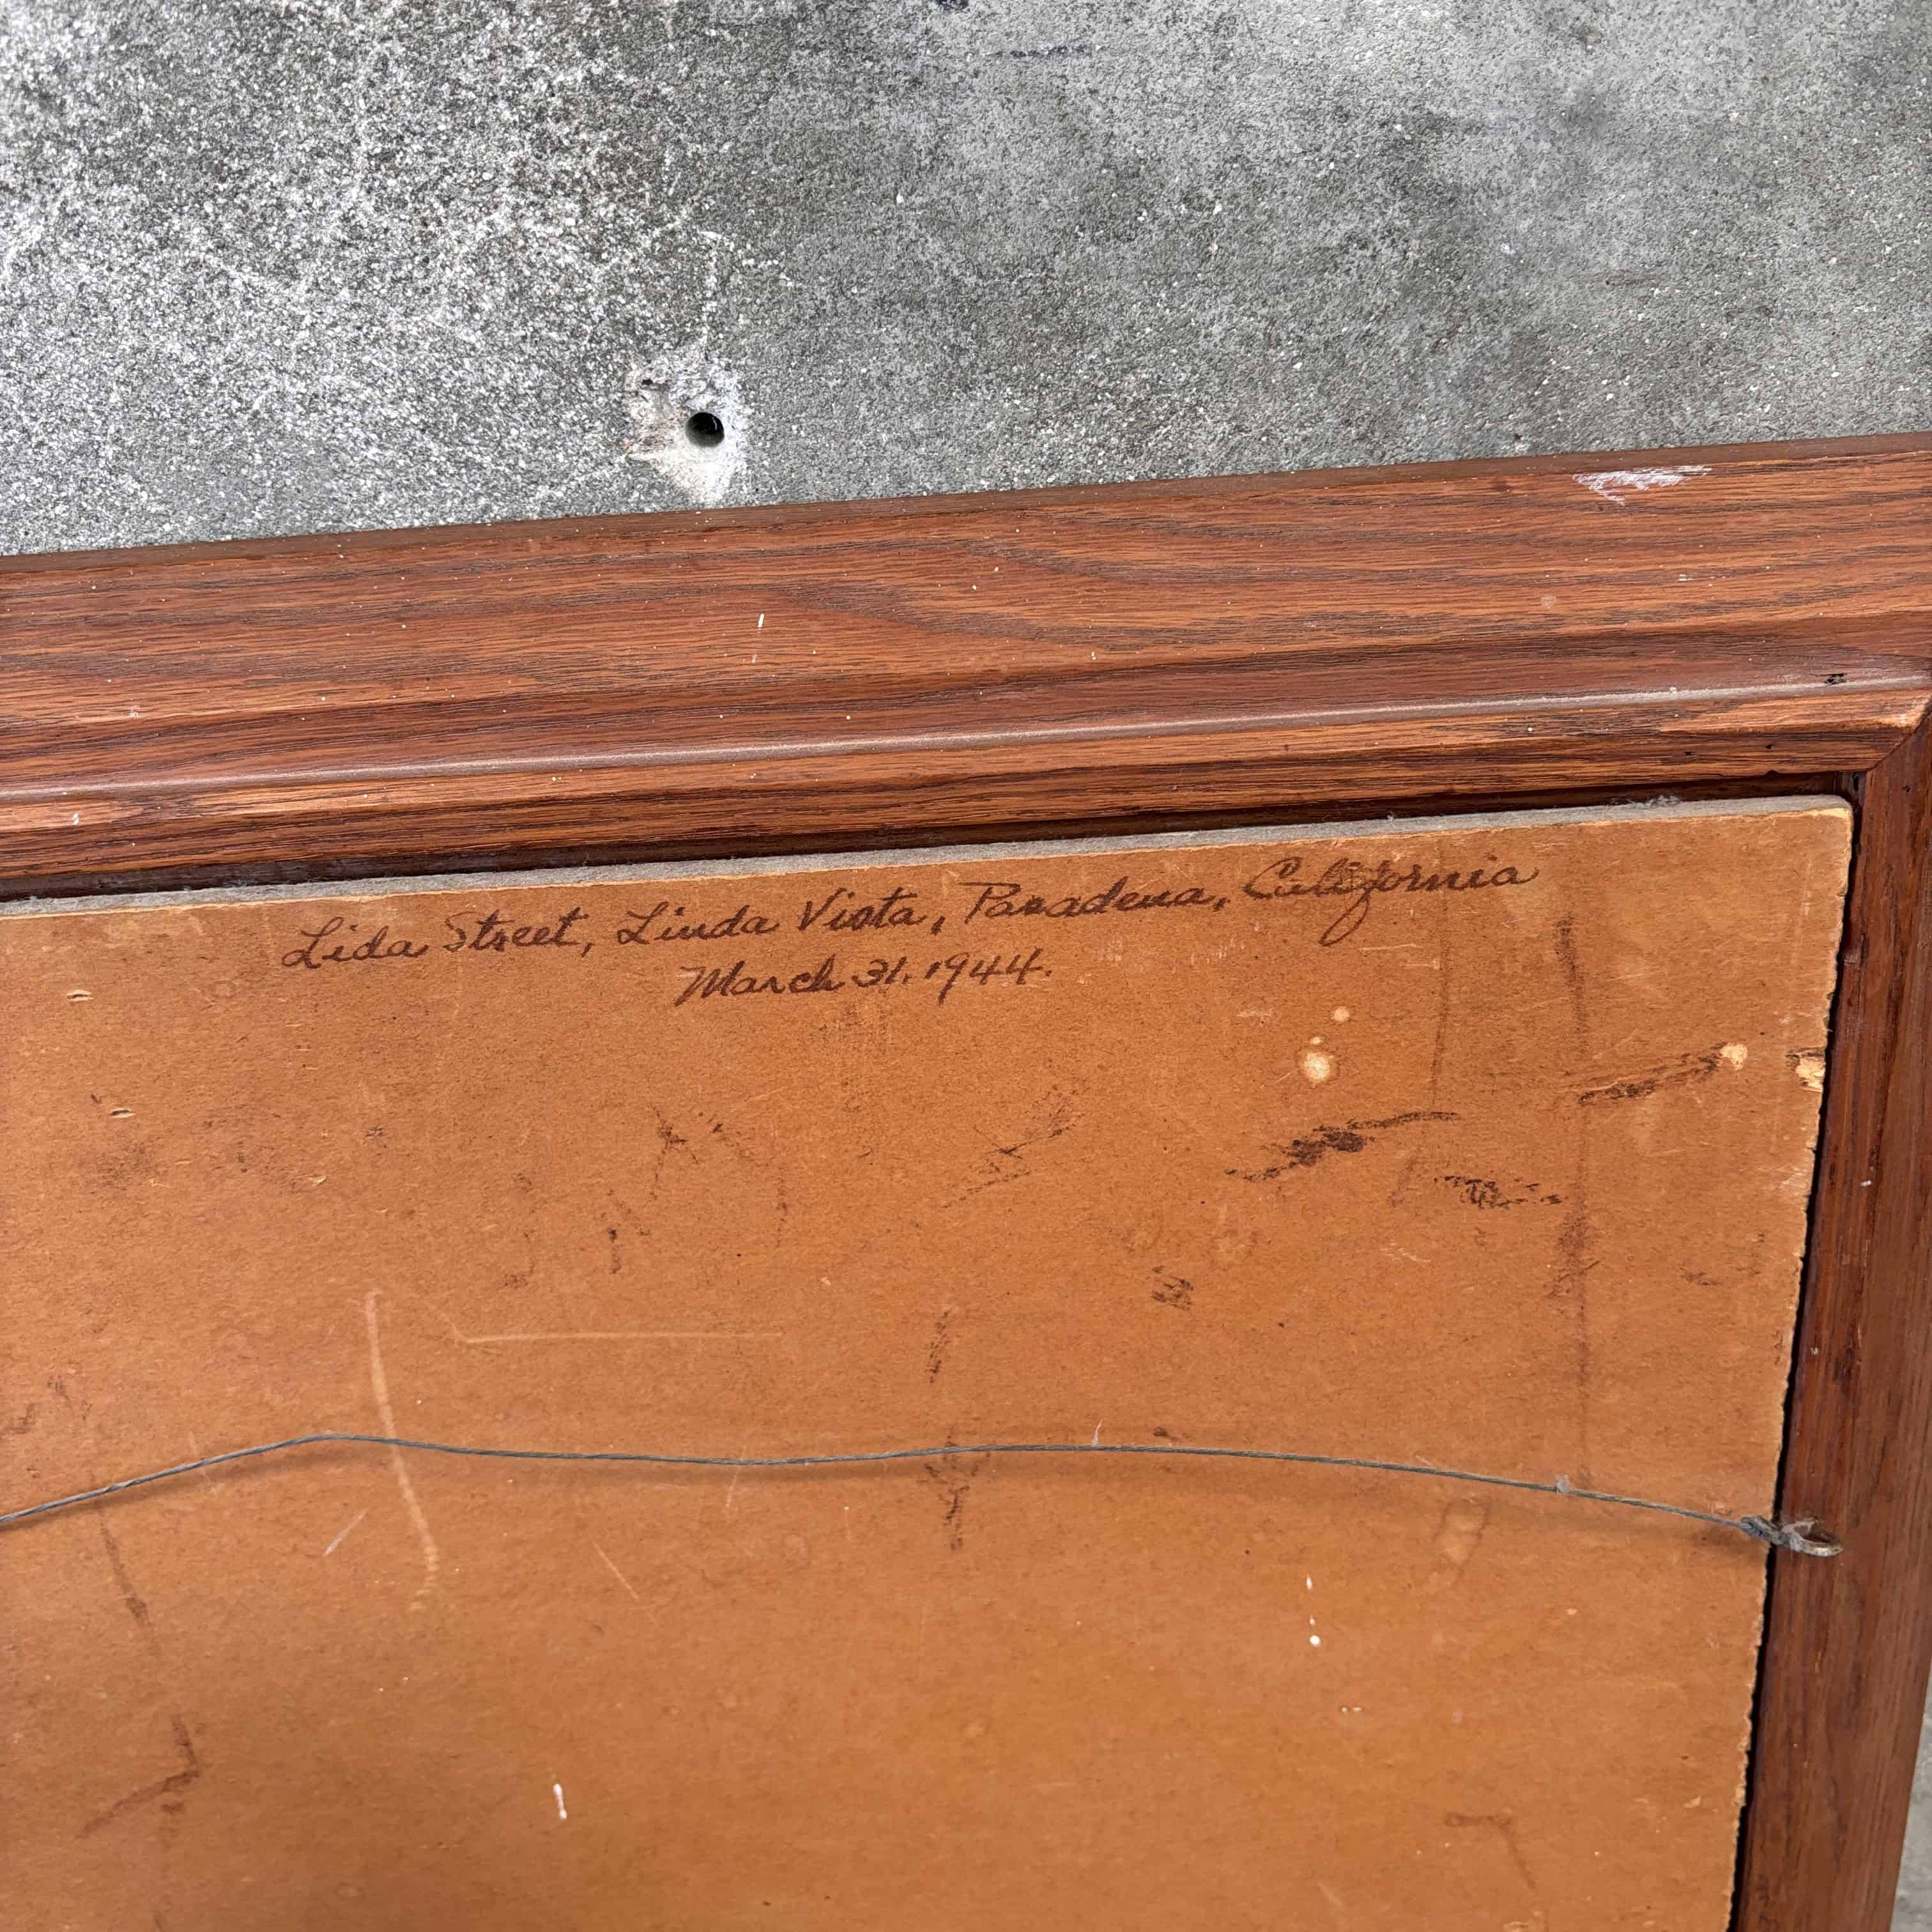 Lida Street, Linda Vista, Pasadena, California
March 31. 1944.